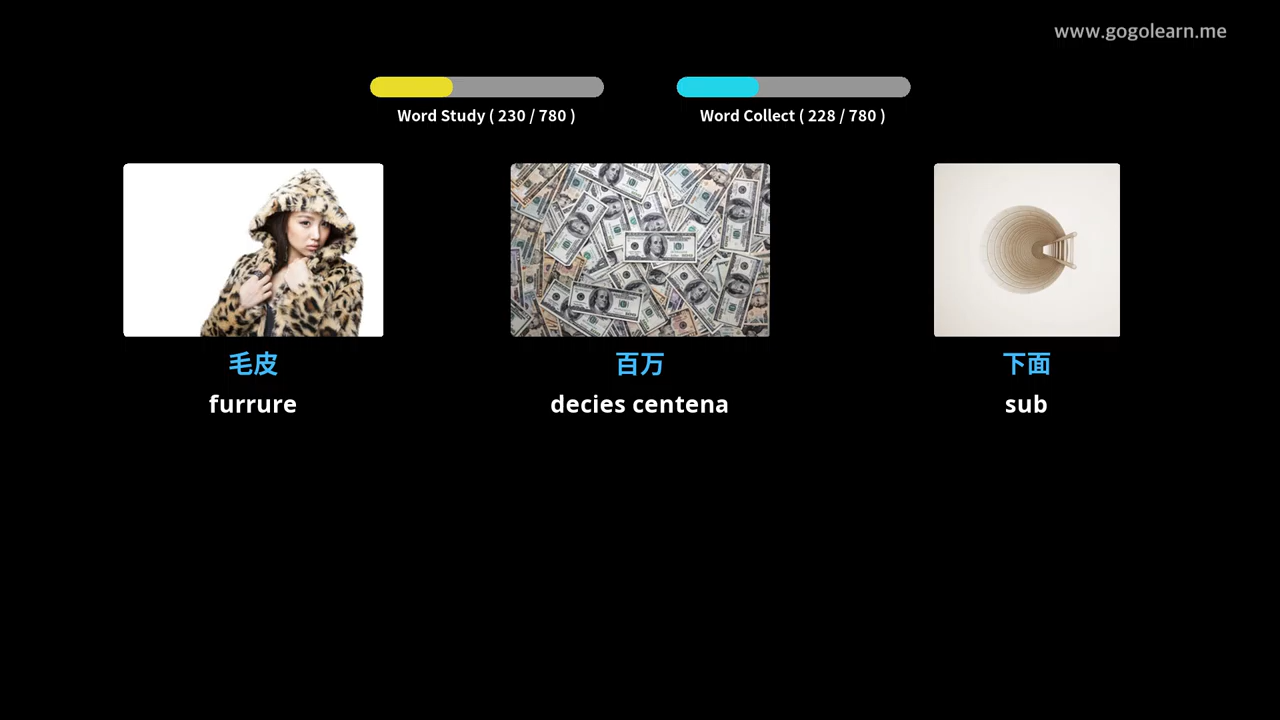 www.gogolearn.me
Word Study ( 230 / 780 )
Word Collect ( 228 / 780 )
毛皮
百万
下面
furrure
decies centena
sub